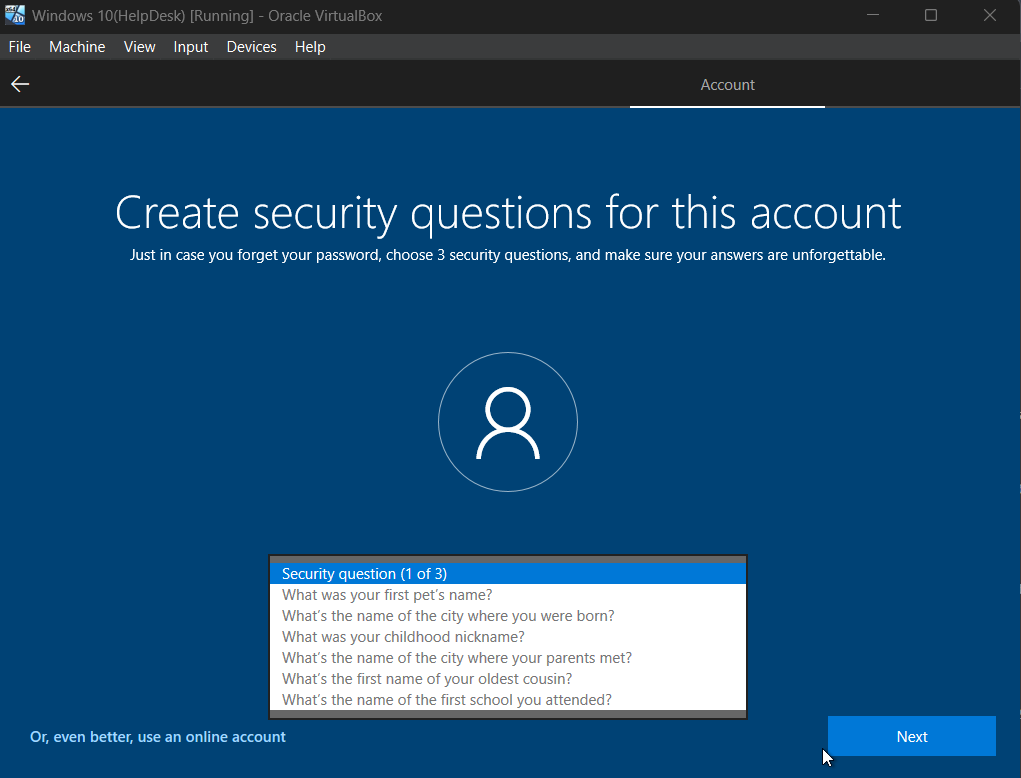 Windows 10(HelpDesk) [Running] - Oracle VirtualBox
File Machine View Input Devices Help
Account
Create security questions for this account
Just in case you forget your password, choose 3 security questions, and make sure your answers are unforgettable.
Security question (1 of 3)
What was your first pet’s name?
What’s the name of the city where you were born?
What was your childhood nickname?
What’s the name of the city where your parents met?
What’s the first name of your oldest cousin?
What’s the name of the first school you attended?
Or, even better, use an online account
Next